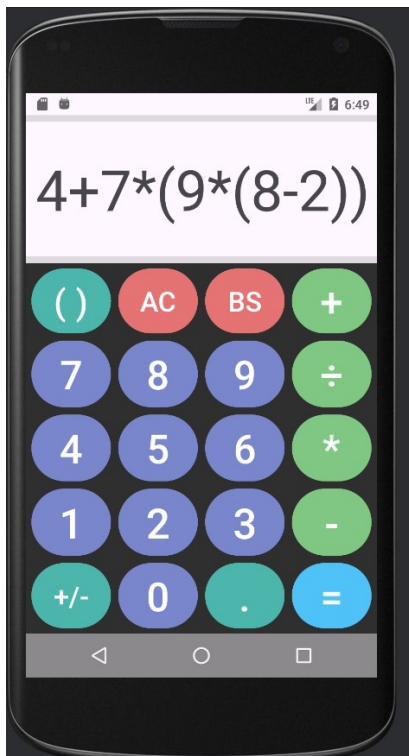 LTE 6:49
4+7*(9*(8-2))
( ) AC BS +
7 8 9 ÷
4 5 6 *
1 2 3 -
+/- 0 . =